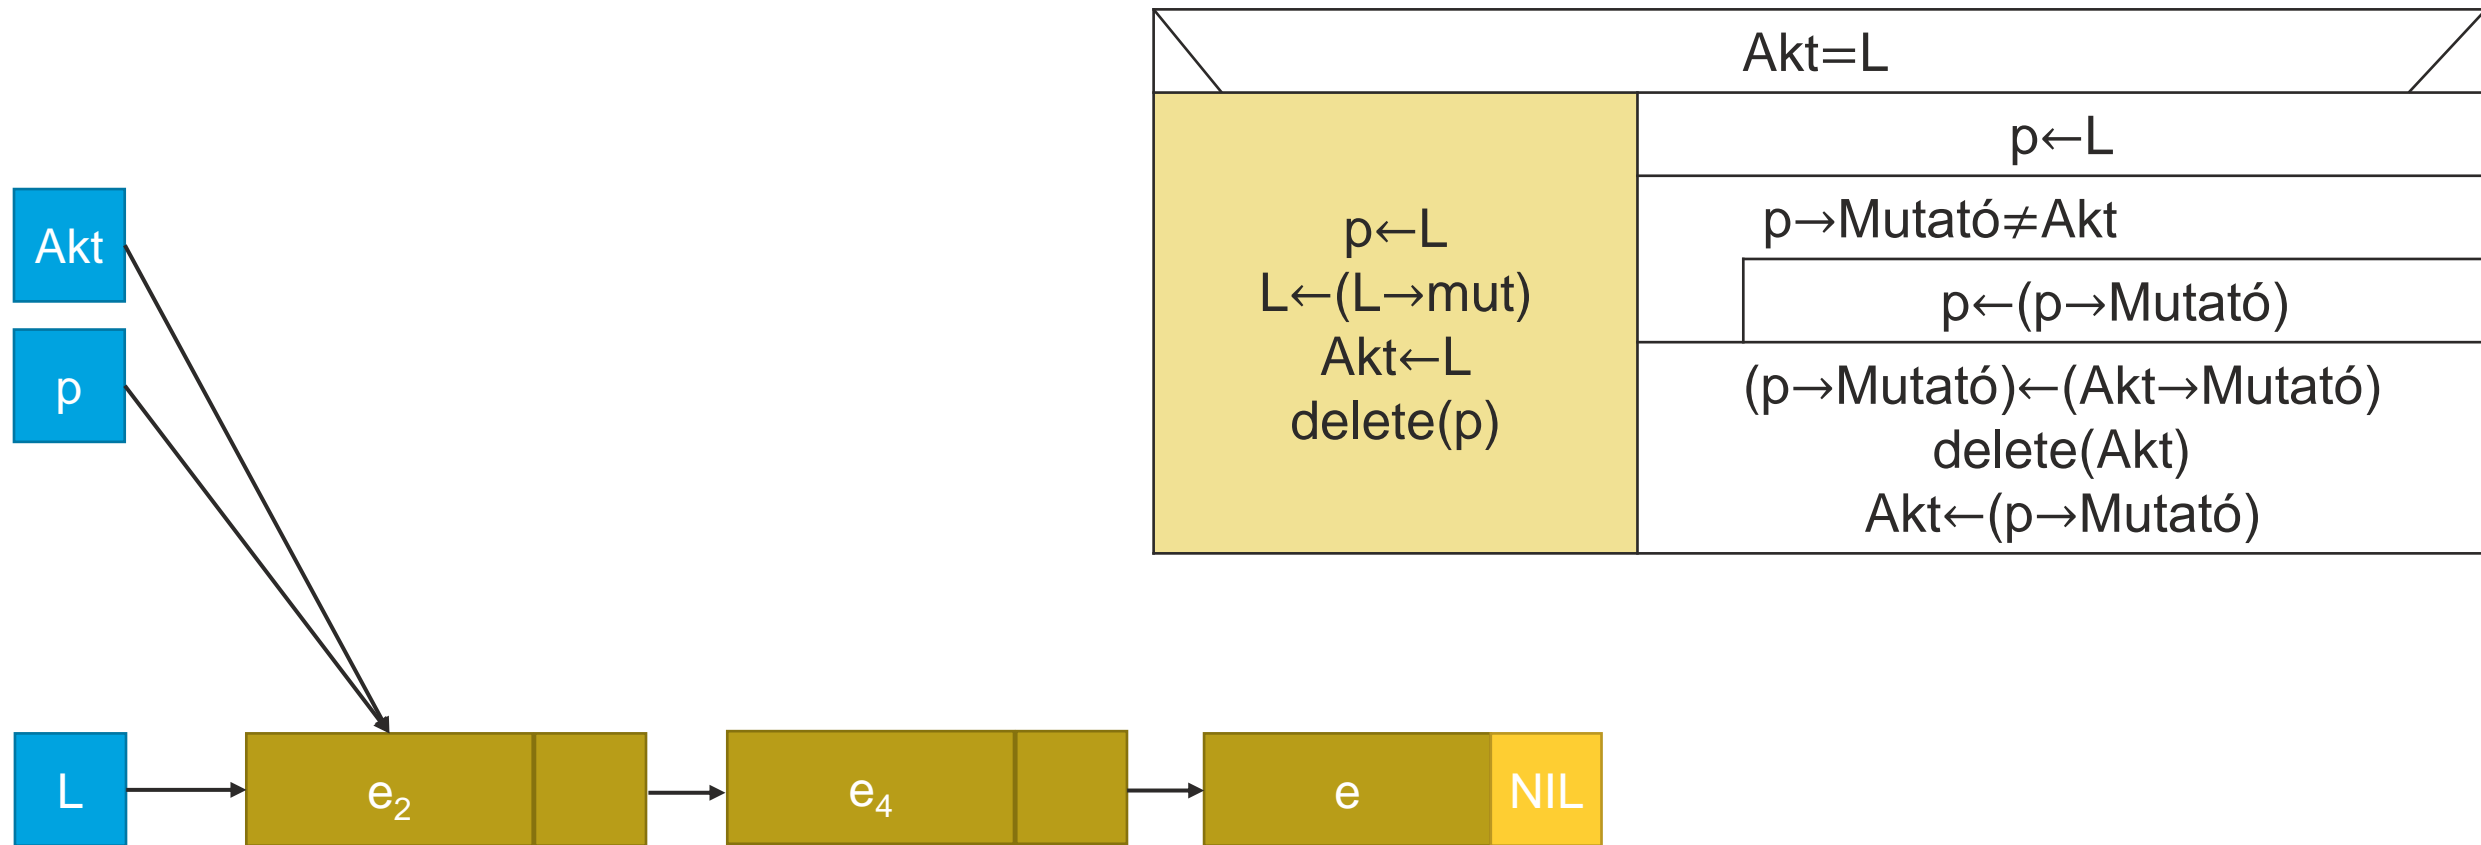 Akt=L
p←L
L←(L→mut)
Akt←L
delete(p)
p←L
p→Mutató≠Akt
p←(p→Mutató)
(p→Mutató)←(Akt→Mutató)
delete(Akt)
Akt←(p→Mutató)
Akt
p
L
e₂
e₄
e
NIL